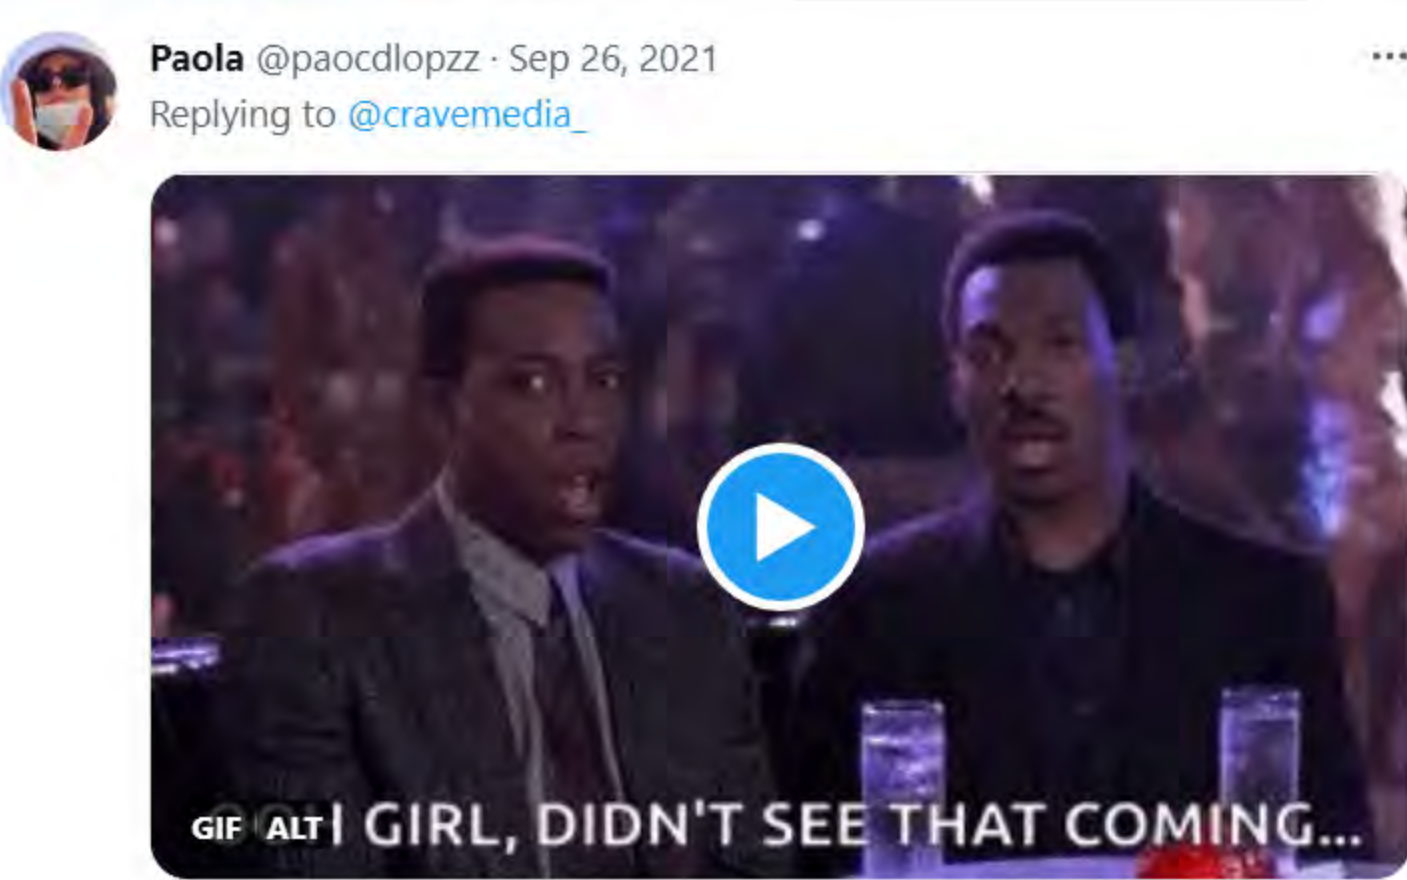 Paola @paocdlopzz · Sep 26, 2021
Replying to @cravemedia_
GIRL, DIDN'T SEE THAT COMING...
GIF ALT